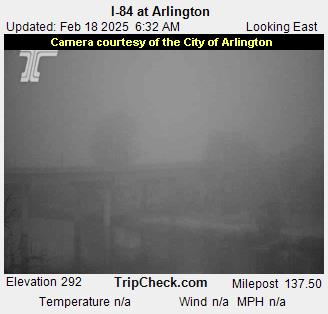 I-84 at Arlington
Updated: Feb 18 2025 6:32 AM Looking East
Camera courtesy of the City of Arlington
Elevation 292 TripCheck.com Milepost 137.50
Temperature n/a Wind n/a MPH n/a